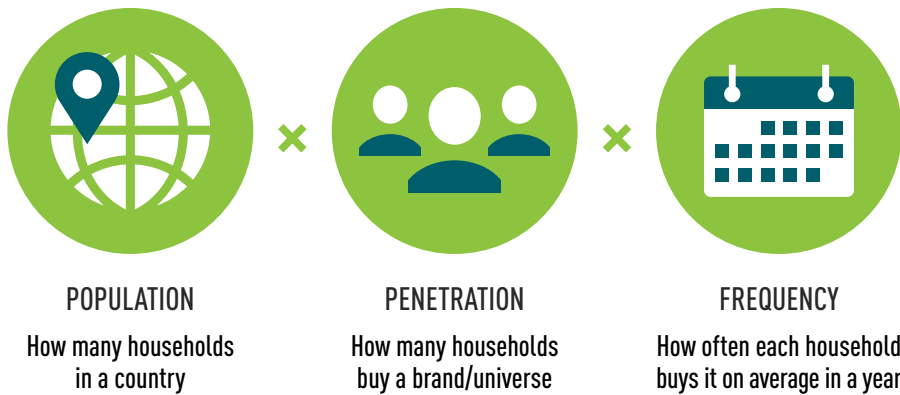 POPULATION
How many households
in a country
×
PENETRATION
How many households
buy a brand/universe
×
FREQUENCY
How often each household
buys it on average in a year